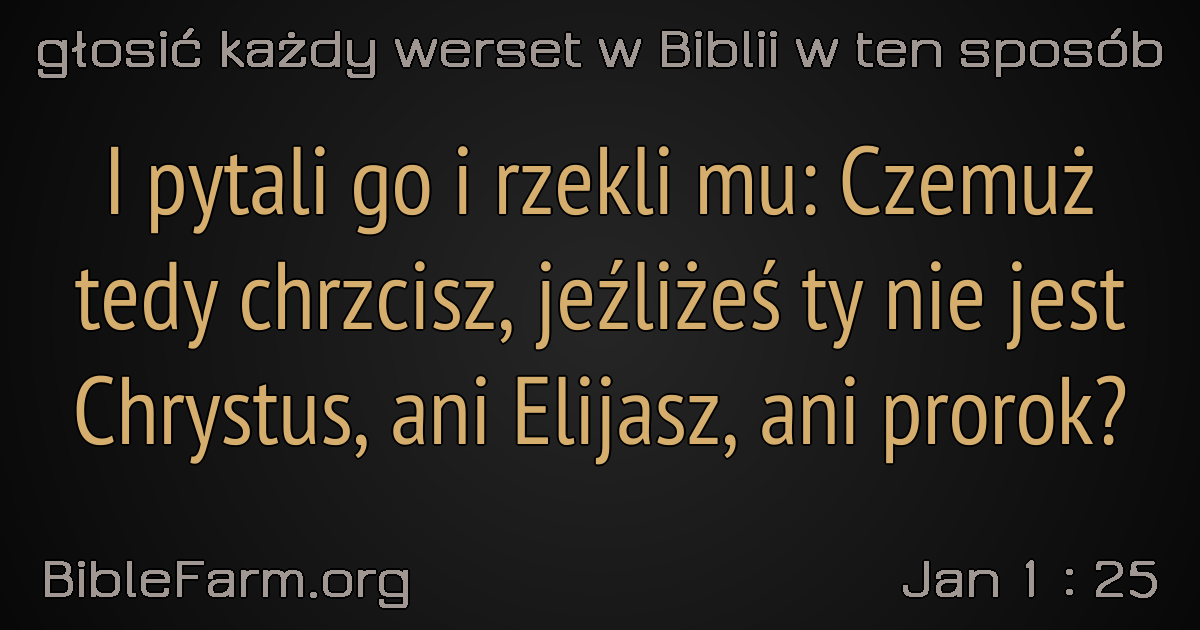 głosić każdy werset w Biblii w ten sposób
I pytali go i rzekli mu: Czemuż
tedy chrzcisz, jeźliżeś ty nie jest
Chrystus, ani Elijasz, ani prorok?
BibleFarm.org
Jan 1 : 25